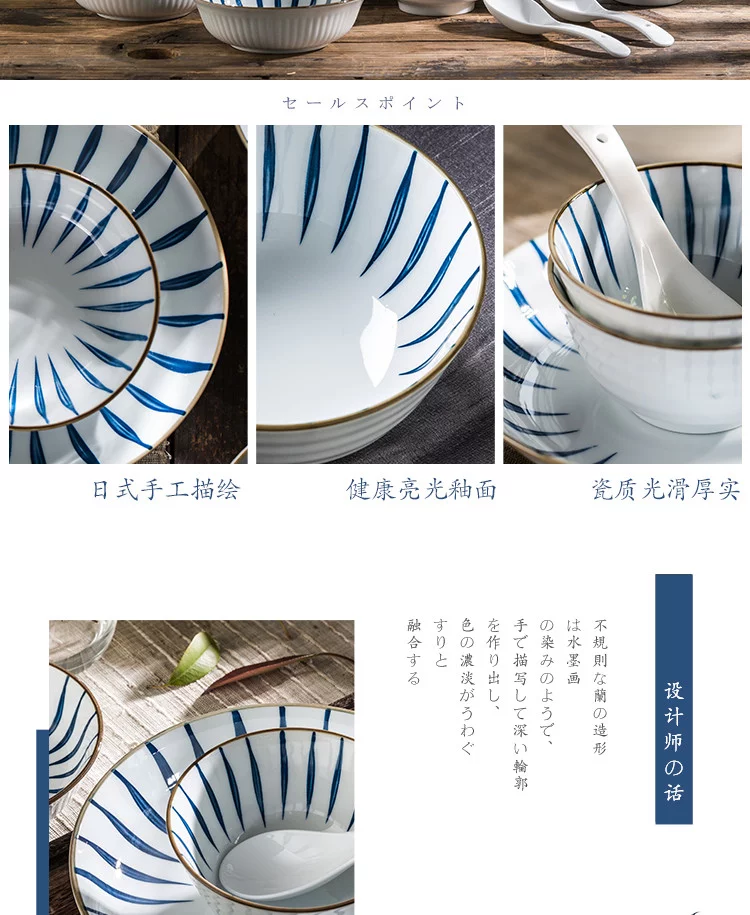 セールスポイント
日式手工描绘
健康亮光釉面
瓷质光滑厚实
设计师の话
不規則な蘭の造形
は水墨画
の染みのようで、
手で描写して深い輪郭
を作り出し、
色の濃淡がうわぐ
すりと
融合する